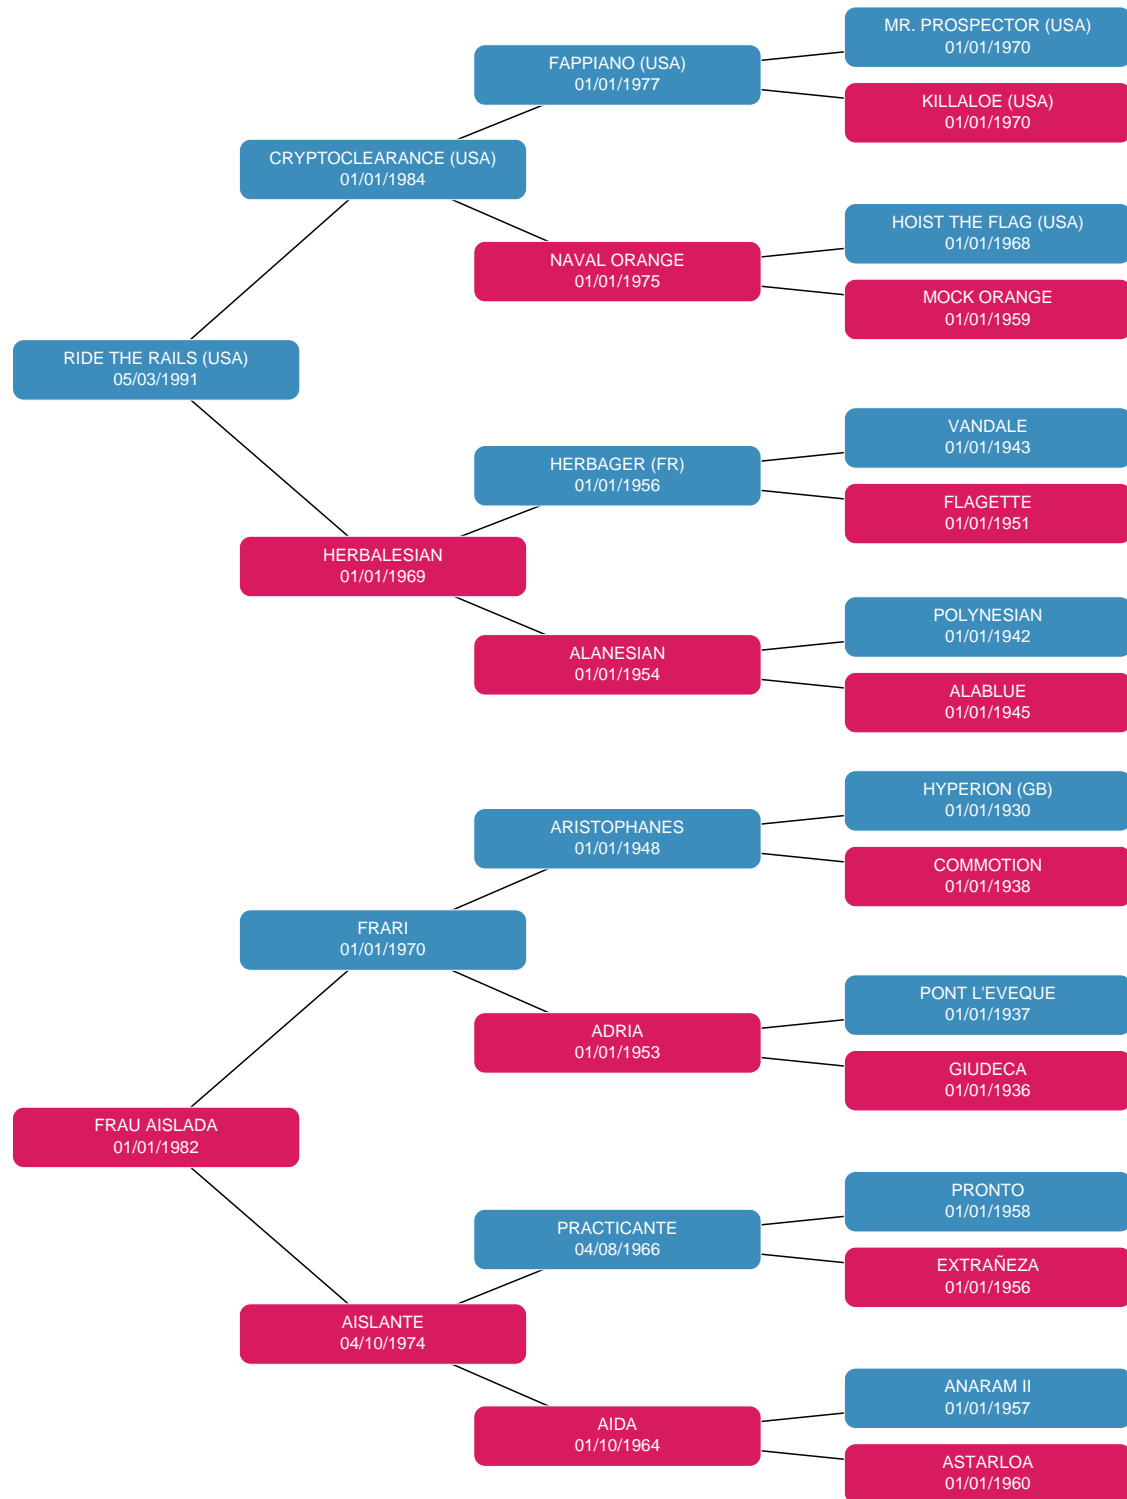 MR. PROSPECTOR (USA)
01/01/1970
FAPPIANO (USA)
01/01/1977
KILLALOE (USA)
01/01/1970
CRYPTOCLEARANCE (USA)
01/01/1984
HOIST THE FLAG (USA)
01/01/1968
NAVAL ORANGE
01/01/1975
MOCK ORANGE
01/01/1959
RIDE THE RAILS (USA)
05/03/1991
VANDALE
01/01/1943
HERBAGER (FR)
01/01/1956
FLAGETTE
01/01/1951
HERBALESIAN
01/01/1969
POLYNESIAN
01/01/1942
ALANESIAN
01/01/1954
ALABLUE
01/01/1945
HYPERION (GB)
01/01/1930
ARISTOPHANES
01/01/1948
COMMOTION
01/01/1938
FRARI
01/01/1970
PONT L'EVEQUE
01/01/1937
ADRIA
01/01/1953
GIUDECA
01/01/1936
FRAU AISLADA
01/01/1982
PRONTO
01/01/1958
PRACTICANTE
04/08/1966
EXTRAÑEZA
01/01/1956
AISLANTE
04/10/1974
ANARAM II
01/01/1957
AIDA
01/10/1964
ASTARLOA
01/01/1960